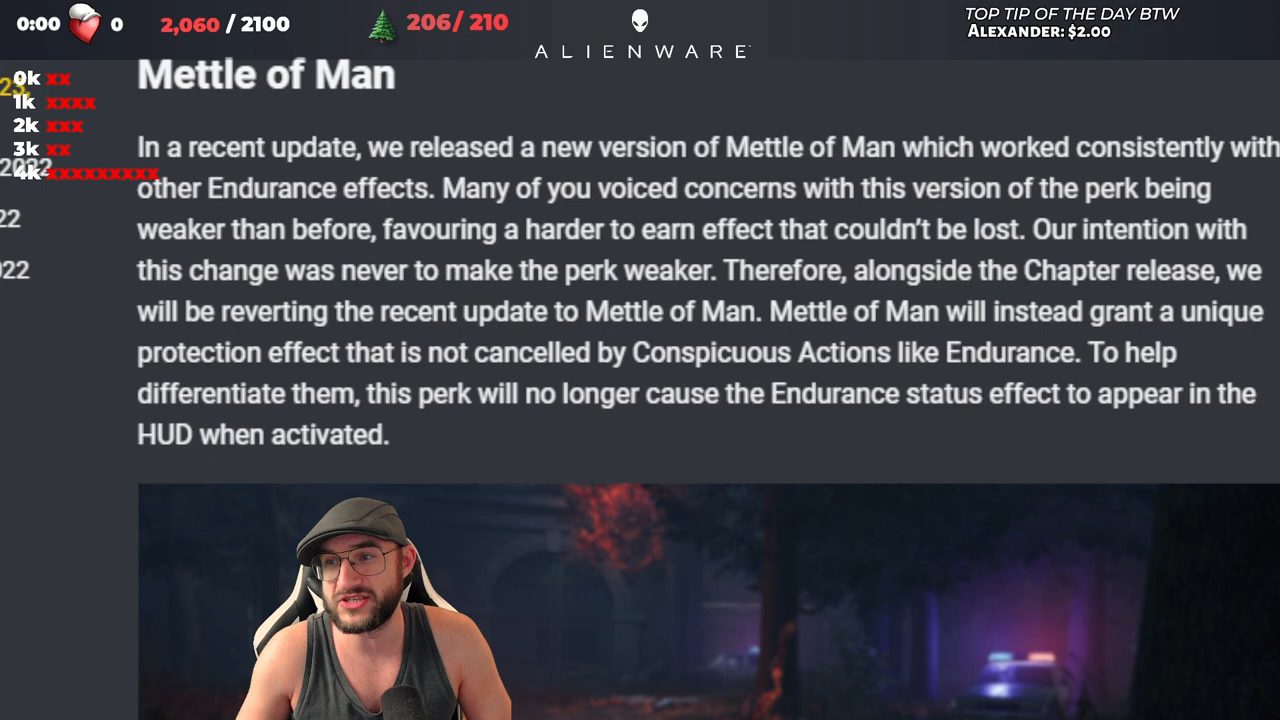 0:00 0 2,060 / 2100 206/ 210
ALIENWARE
TOP TIP OF THE DAY BTW
ALEXANDER: $2.00
Mettle of Man
0k xx
23,
1k xxxx
2k xxx
3k xx
2022
4k xxxxxxxxx
22
022
In a recent update, we released a new version of Mettle of Man which worked consistently with
other Endurance effects. Many of you voiced concerns with this version of the perk being
weaker than before, favouring a harder to earn effect that couldn't be lost. Our intention with
this change was never to make the perk weaker. Therefore, alongside the Chapter release, we
will be reverting the recent update to Mettle of Man. Mettle of Man will instead grant a unique
protection effect that is not cancelled by Conspicuous Actions like Endurance. To help
differentiate them, this perk will no longer cause the Endurance status effect to appear in the
HUD when activated.